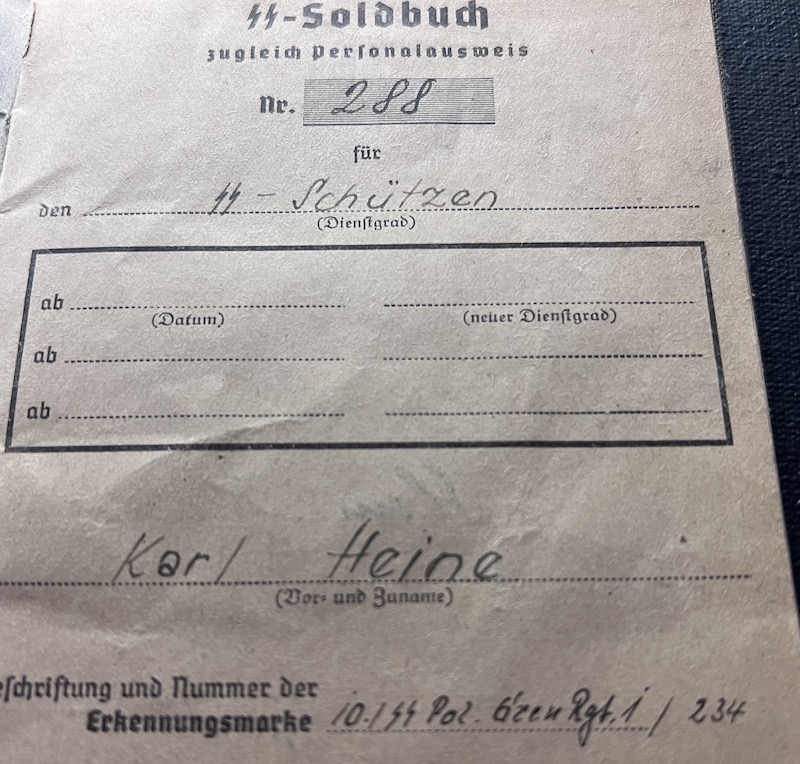 ᛋᛋ-Soldbuch
zugleich Personalausweis
Nr. 288
für
den ᛋᛋ-Schützen
(Dienstgrad)
ab
(Datum) (neuer Dienstgrad)
ab
ab
Karl Heine
(Vor- und Zuname)
eschriftung und Nummer der
Erkennungsmarke 10./ᛋᛋ Pol. Gren Rgt. 1 / 234